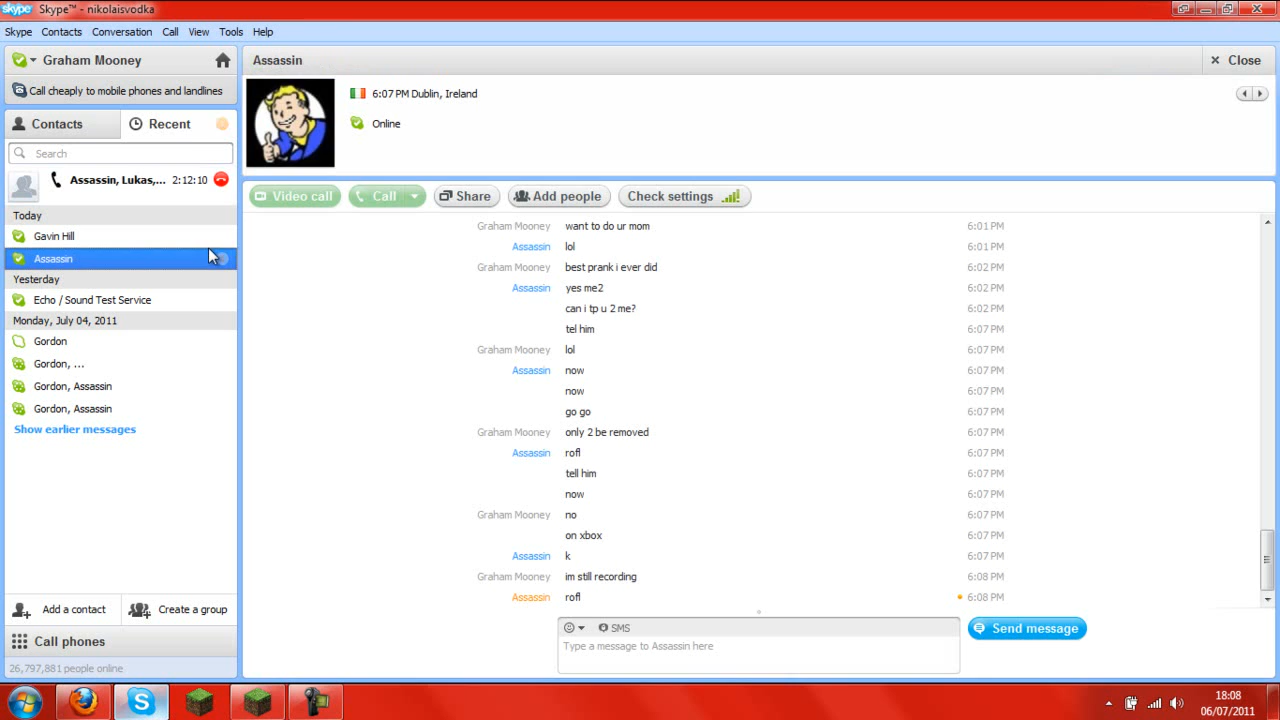 skype Skype™ - nikolaisvodka
Skype Contacts Conversation Call View Tools Help
Graham Mooney
Call cheaply to mobile phones and landlines
Contacts Recent
Search
Assassin, Lukas,... 2:12:10
Today
Gavin Hill
Assassin
Yesterday
Echo / Sound Test Service
Monday, July 04, 2011
Gordon
Gordon, ...
Gordon, Assassin
Gordon, Assassin
Show earlier messages
Add a contact Create a group
Call phones
26,797,881 people online
Assassin × Close
6:07 PM Dublin, Ireland
Online
Video call Call Share Add people Check settings
Graham Mooney want to do ur mom 6:01 PM
Assassin lol 6:01 PM
Graham Mooney best prank i ever did 6:02 PM
Assassin yes me2 6:02 PM
can i tp u 2 me? 6:02 PM
tel him 6:07 PM
Graham Mooney lol 6:07 PM
Assassin now 6:07 PM
now 6:07 PM
go go 6:07 PM
Graham Mooney only 2 be removed 6:07 PM
Assassin rofl 6:07 PM
tell him 6:07 PM
now 6:07 PM
Graham Mooney no 6:07 PM
on xbox 6:07 PM
Assassin k 6:07 PM
Graham Mooney im still recording 6:08 PM
Assassin rofl 6:08 PM
SMS
Type a message to Assassin here
Send message
18:08
06/07/2011